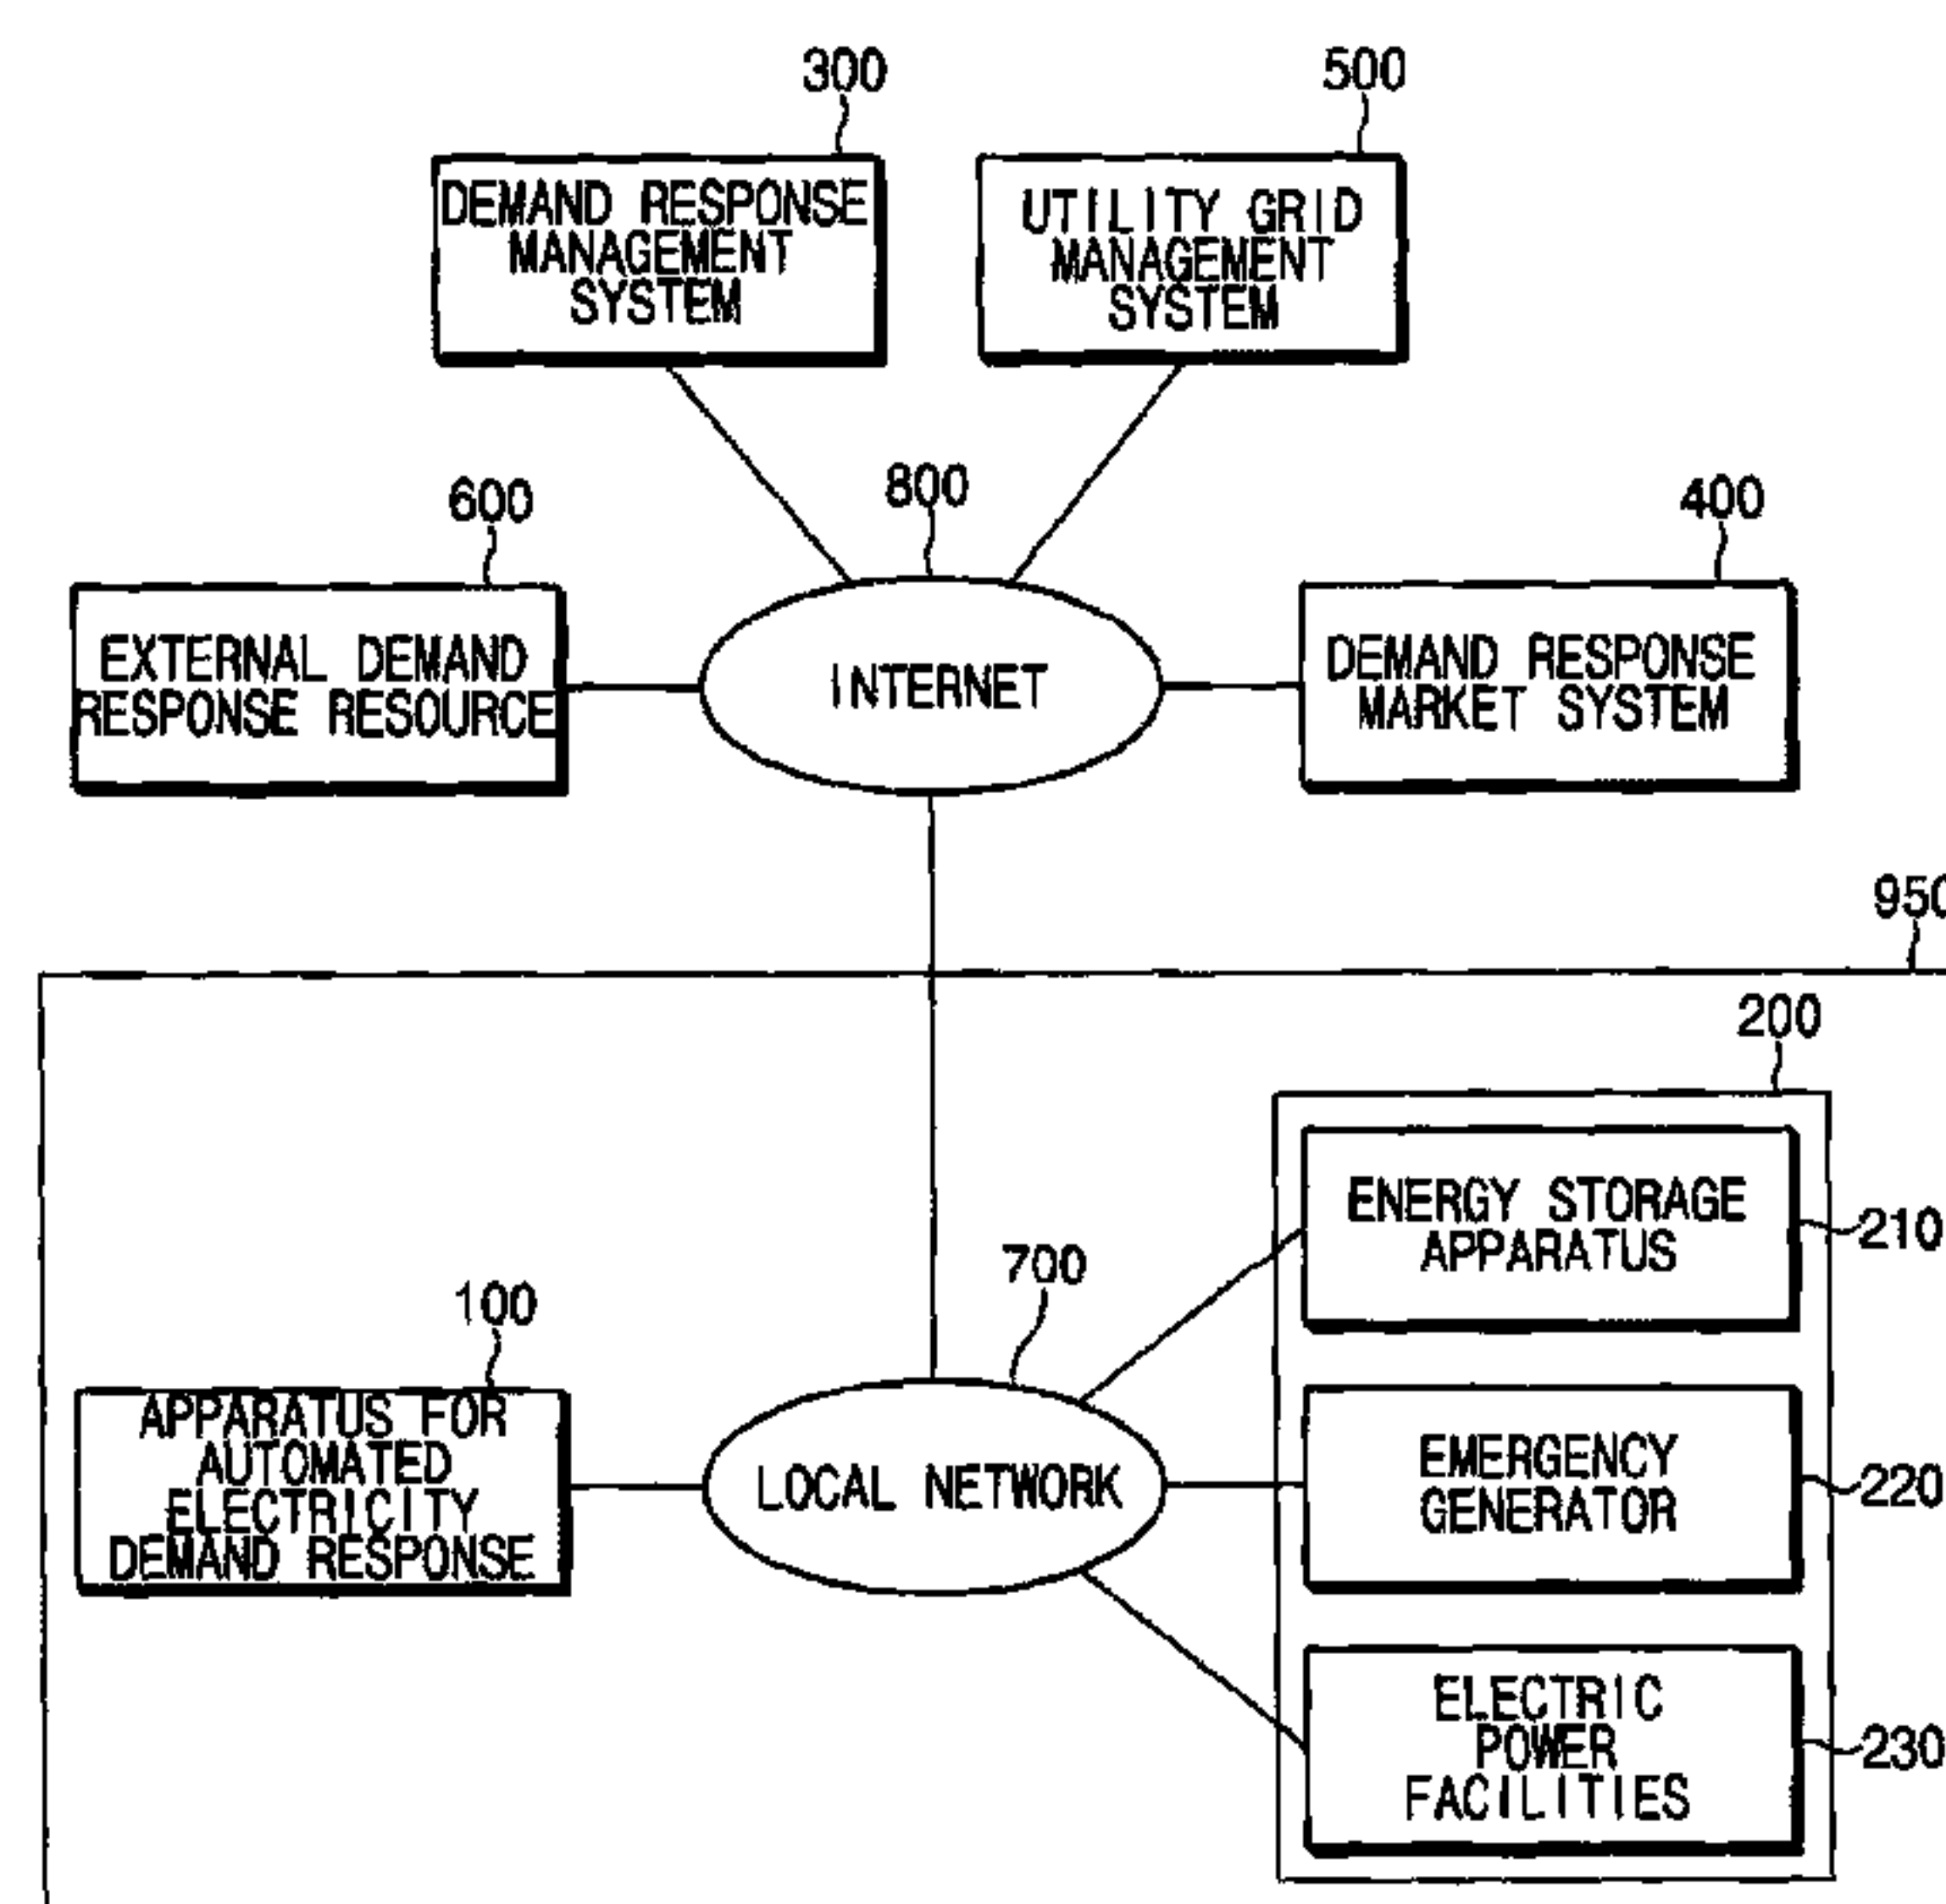 300
500
DEMAND RESPONSE
MANAGEMENT
SYSTEM
UTILITY GRID
MANAGEMENT
SYSTEM
600
800
400
EXTERNAL DEMAND
RESPONSE RESOURCE
INTERNET
DEMAND RESPONSE
MARKET SYSTEM
950
200
ENERGY STORAGE
APPARATUS
210
700
100
APPARATUS FOR
AUTOMATED
ELECTRICITY
DEMAND RESPONSE
LOCAL NETWORK
EMERGENCY
GENERATOR
220
ELECTRIC
POWER
FACILITIES
230